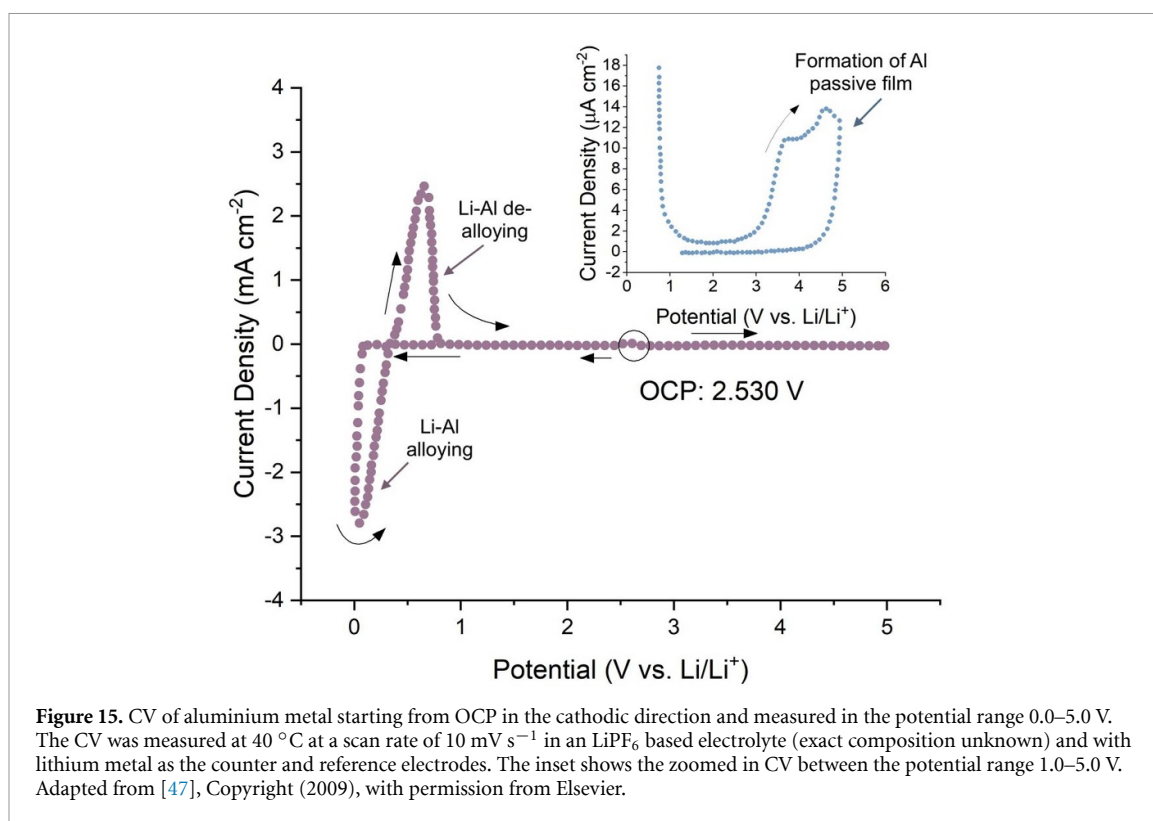 18
16
14
12
10
8
6
4
2
0
-2
Current Density (µA cm-2)
Formation of Al
passive film
0 1 2 3 4 5 6
Potential (V vs. Li/Li+)
4
3
2
1
0
-1
-2
-3
-4
Current Density (mA cm-2)
Li-Al de-
alloying
OCP: 2.530 V
Li-Al
alloying
0 1 2 3 4 5
Potential (V vs. Li/Li+)
Figure 15. CV of aluminium metal starting from OCP in the cathodic direction and measured in the potential range 0.0–5.0 V.
The CV was measured at 40 °C at a scan rate of 10 mV s−1 in an LiPF6 based electrolyte (exact composition unknown) and with
lithium metal as the counter and reference electrodes. The inset shows the zoomed in CV between the potential range 1.0–5.0 V.
Adapted from [47], Copyright (2009), with permission from Elsevier.